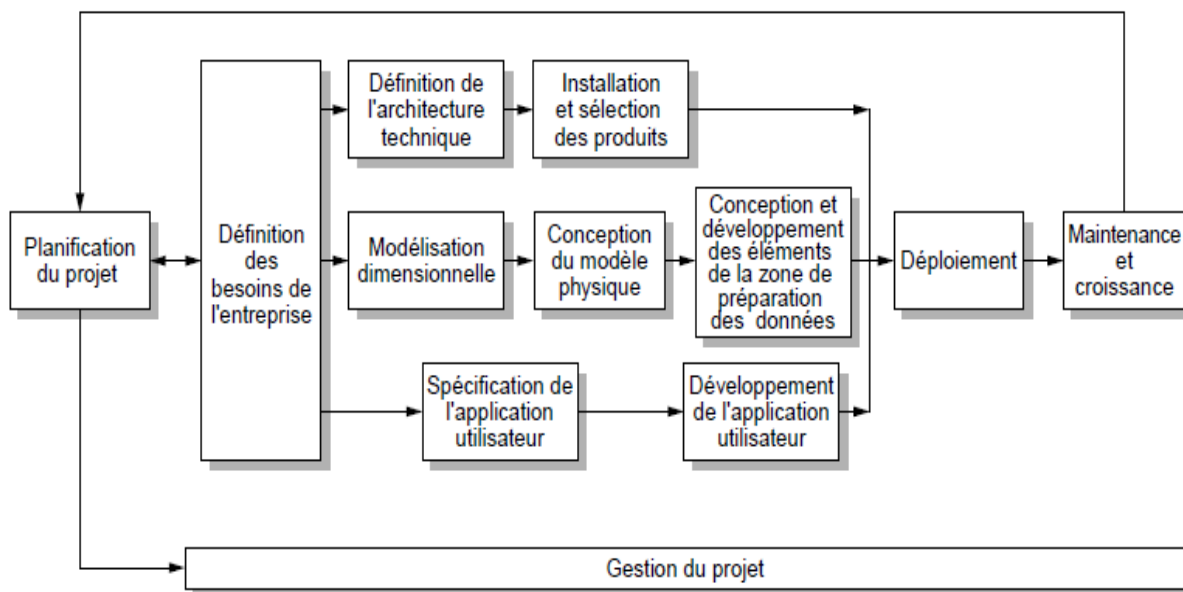 Définition de
l'architecture
technique
Installation
et sélection
des produits
Planification
du projet
Définition
des
besoins de
l'entreprise
Modélisation
dimensionnelle
Conception
du modèle
physique
Conception et
développement
des éléments
de la zone de
préparation
des données
Déploiement
Maintenance
et
croissance
Spécification de
l'application
utilisateur
Développement
de l'application
utilisateur
Gestion du projet